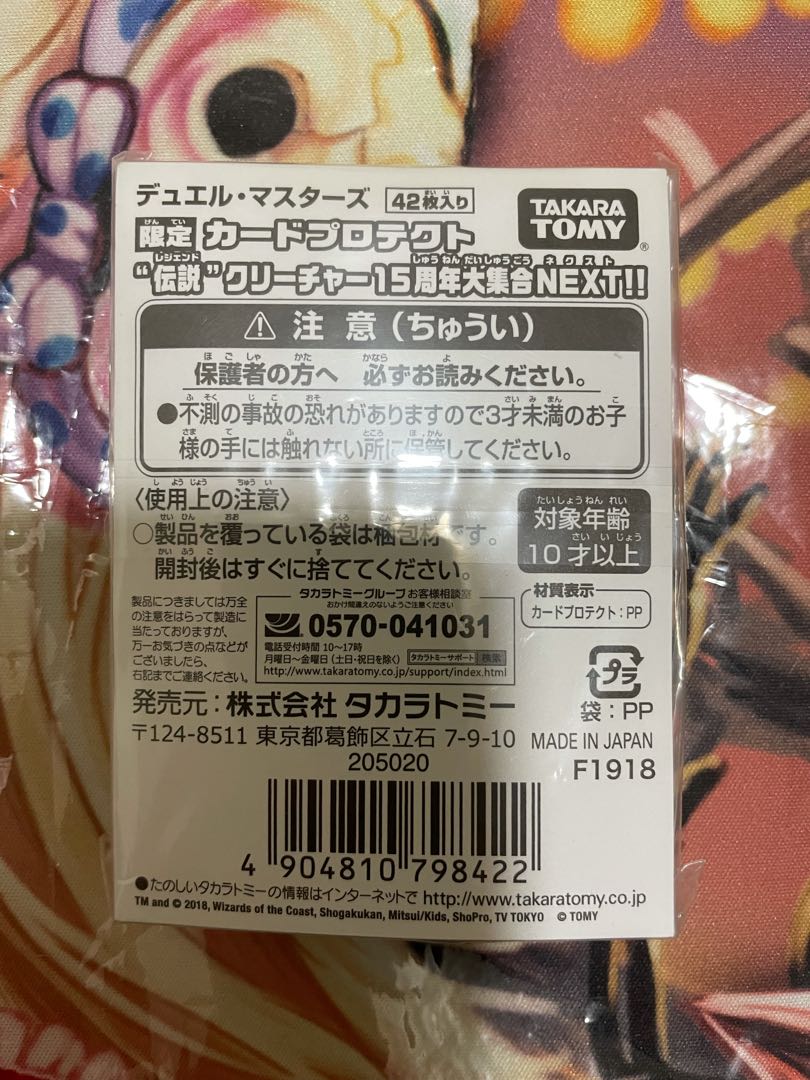 デュエル・マスターズ 42枚入り
TAKARA TOMY®
限定 カードプロテクト
“伝説”クリーチャー15周年大集合NEXT!!
⚠ 注意（ちゅうい）
保護者の方へ 必ずお読みください。
●不測の事故の恐れがありますので3才未満のお子
様の手には触れない所に保管してください。
〈使用上の注意〉
○製品を覆っている袋は梱包材です。
開封後はすぐに捨ててください。
対象年齢
10才以上
製品につきましては万全
の注意をはらって製造に
当たっておりますが、
万一お気づきの点などが
ございましたら、
右記までご連絡ください。
タカラトミーグループ お客様相談室
おかけ間違えのないようご注意ください
0570-041031
電話受付時間 10～17時
月曜日～金曜日（土日・祝日を除く） タカラトミーサポート 検索
http://www.takaratomy.co.jp/support/index.html
材質表示
カードプロテクト：PP
プラ
袋：PP
発売元：株式会社 タカラトミー
〒124-8511 東京都葛飾区立石 7-9-10
MADE IN JAPAN
205020
F1918
4 904810 798422
●たのしいタカラトミーの情報はインターネットで http://www.takaratomy.co.jp
TM and © 2018, Wizards of the Coast, Shogakukan, Mitsui/Kids, ShoPro, TV TOKYO © TOMY